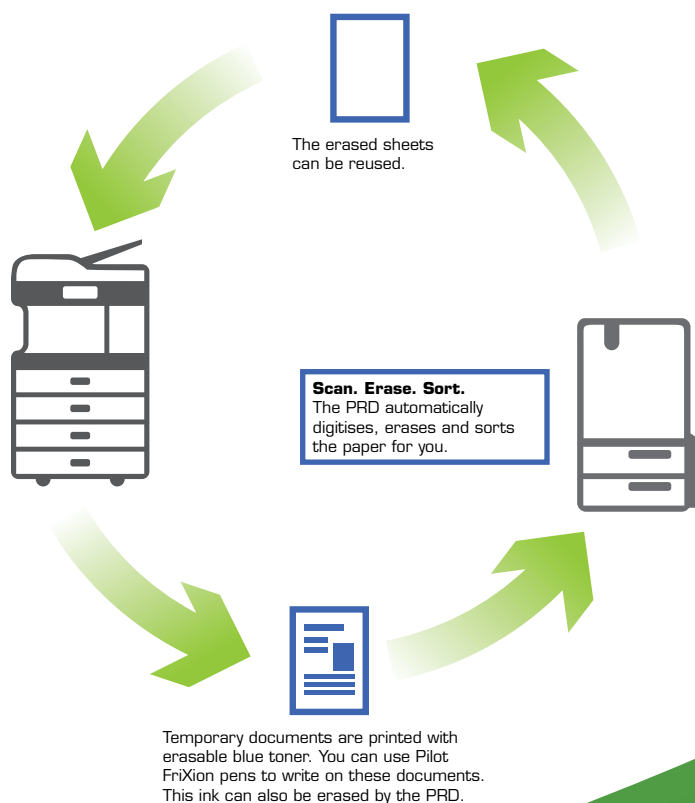 The erased sheets
can be reused.
Scan. Erase. Sort.
The PRD automatically
digitises, erases and sorts
the paper for you.
Temporary documents are printed with
erasable blue toner. You can use Pilot
FriXion pens to write on these documents.
This ink can also be erased by the PRD.